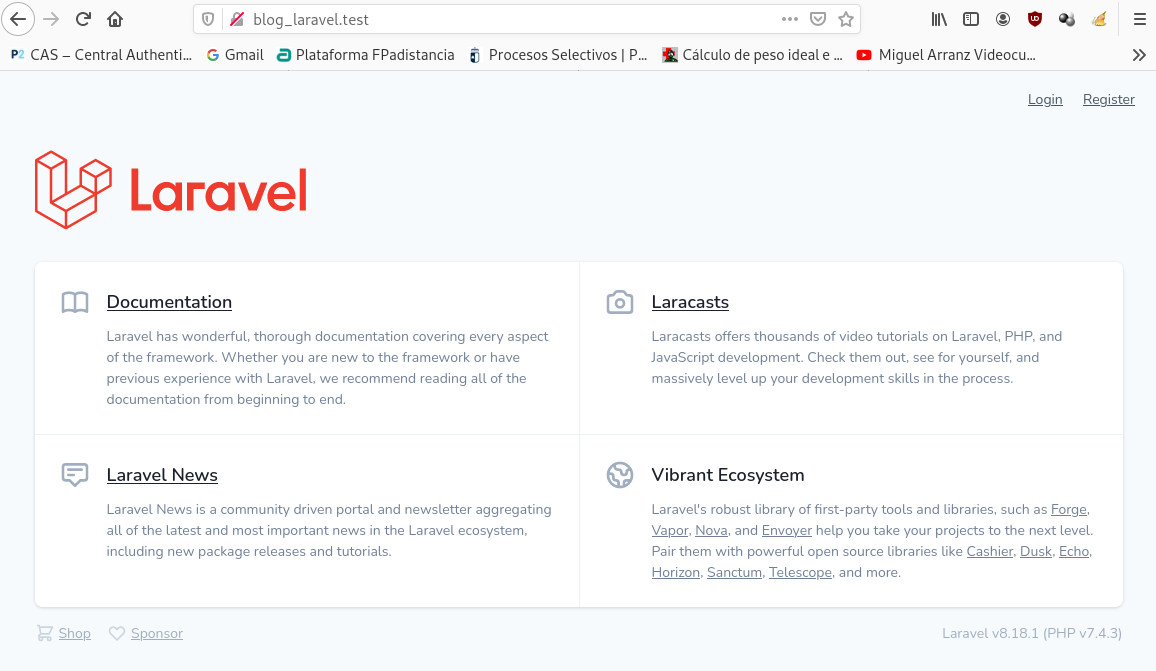 blog_laravel.test
CAS – Central Authenti... Gmail Plataforma FPadistancia Procesos Selectivos | P... Cálculo de peso ideal e ... Miguel Arranz Videocu...
Login Register
Laravel
Documentation
Laravel has wonderful, thorough documentation covering every aspect
of the framework. Whether you are new to the framework or have
previous experience with Laravel, we recommend reading all of the
documentation from beginning to end.
Laracasts
Laracasts offers thousands of video tutorials on Laravel, PHP, and
JavaScript development. Check them out, see for yourself, and
massively level up your development skills in the process.
Laravel News
Laravel News is a community driven portal and newsletter aggregating
all of the latest and most important news in the Laravel ecosystem,
including new package releases and tutorials.
Vibrant Ecosystem
Laravel's robust library of first-party tools and libraries, such as Forge,
Vapor, Nova, and Envoyer help you take your projects to the next level.
Pair them with powerful open source libraries like Cashier, Dusk, Echo,
Horizon, Sanctum, Telescope, and more.
Shop Sponsor Laravel v8.18.1 (PHP v7.4.3)